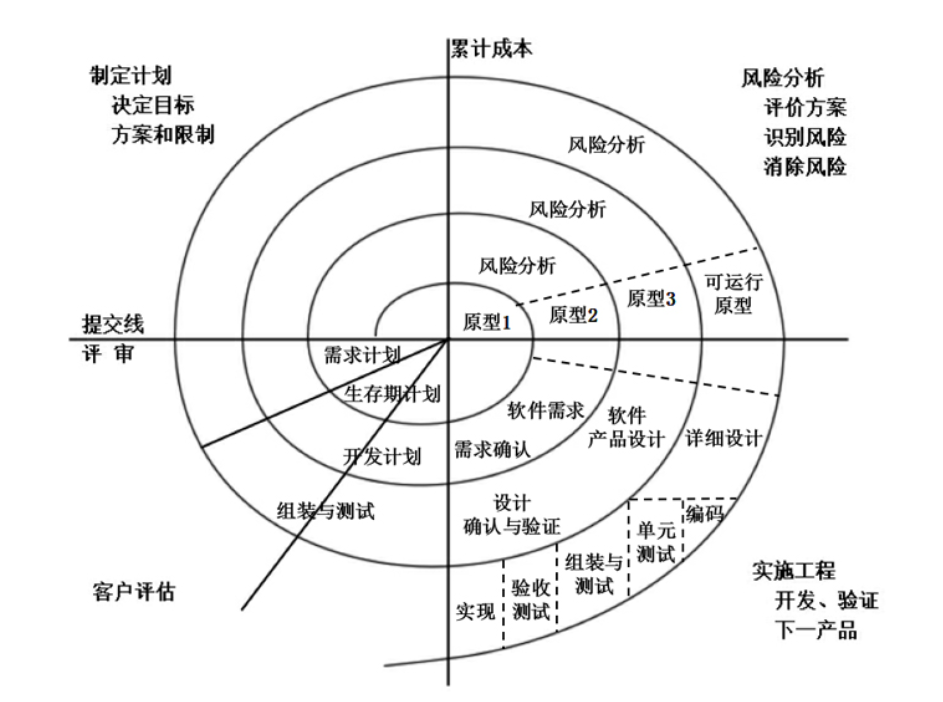 累计成本
制定计划
决定目标
方案和限制
风险分析
评价方案
识别风险
消除风险
风险分析
风险分析
风险分析
可运行
原型
原型3
原型2
原型1
提交线
评 审
需求计划
生存期计划
开发计划
组装与测试
软件需求
需求确认
软件
产品设计
详细设计
设计
确认与验证
编码
单元
测试
组装与
测试
验收
测试
实现
客户评估
实施工程
开发、验证
下一产品